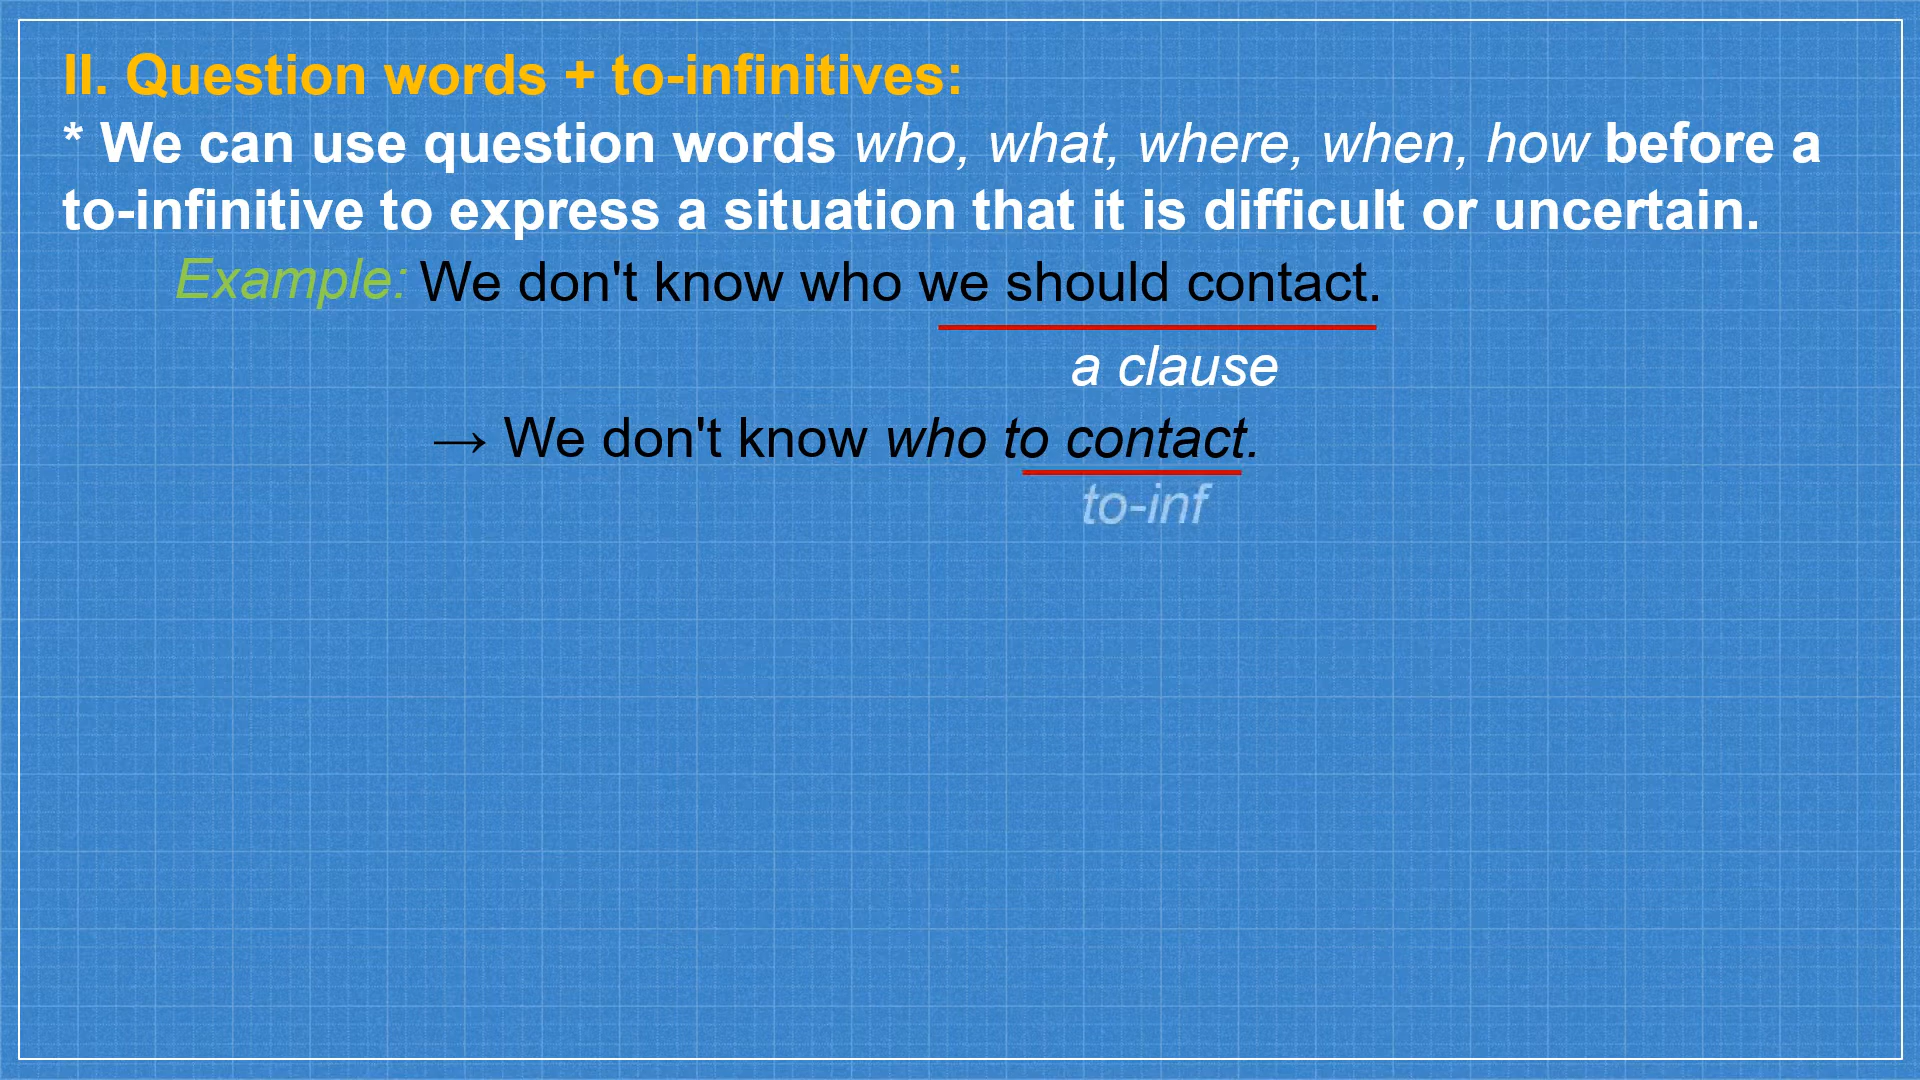 II. Question words + to-infinitives:
* We can use question words who, what, where, when, how before a
to-infinitive to express a situation that it is difficult or uncertain.
Example: We don't know who we should contact.
a clause
→ We don't know who to contact.
to-inf